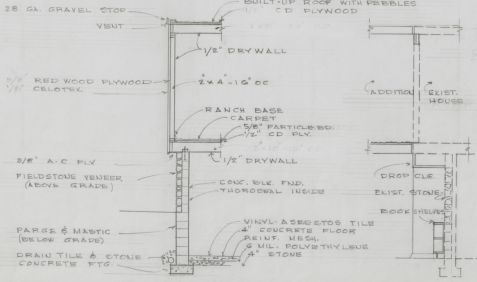 28 GA. GRAVEL STOP
BUILT-UP ROOF WITH PEBBLES
CD PLYWOOD
VENT
1/2" DRYWALL
RED WOOD PLYWOOD
CELOTEX
2"X4"-16" OC
ADDITION
EXIST.
HOUSE
RANCH BASE
CARPET
5/8" PARTICLE BD.
1/2" CD PLY.
1/2" DRYWALL
3/8" A-C PLY
FIELDSTONE VENEER
(ABOVE GRADE)
CONC. BLK. FND.
THOROSEAL INSIDE
DROP CLG.
EXIST. STONE
BOOK SHELVES
PARGE & MASTIC
(BELOW GRADE)
VINYL-ASBESTOS TILE
4" CONCRETE FLOOR
REINF. MESH.
6 MIL. POLYETHYLENE
4" STONE
DRAIN TILE & STONE
CONCRETE FTG.